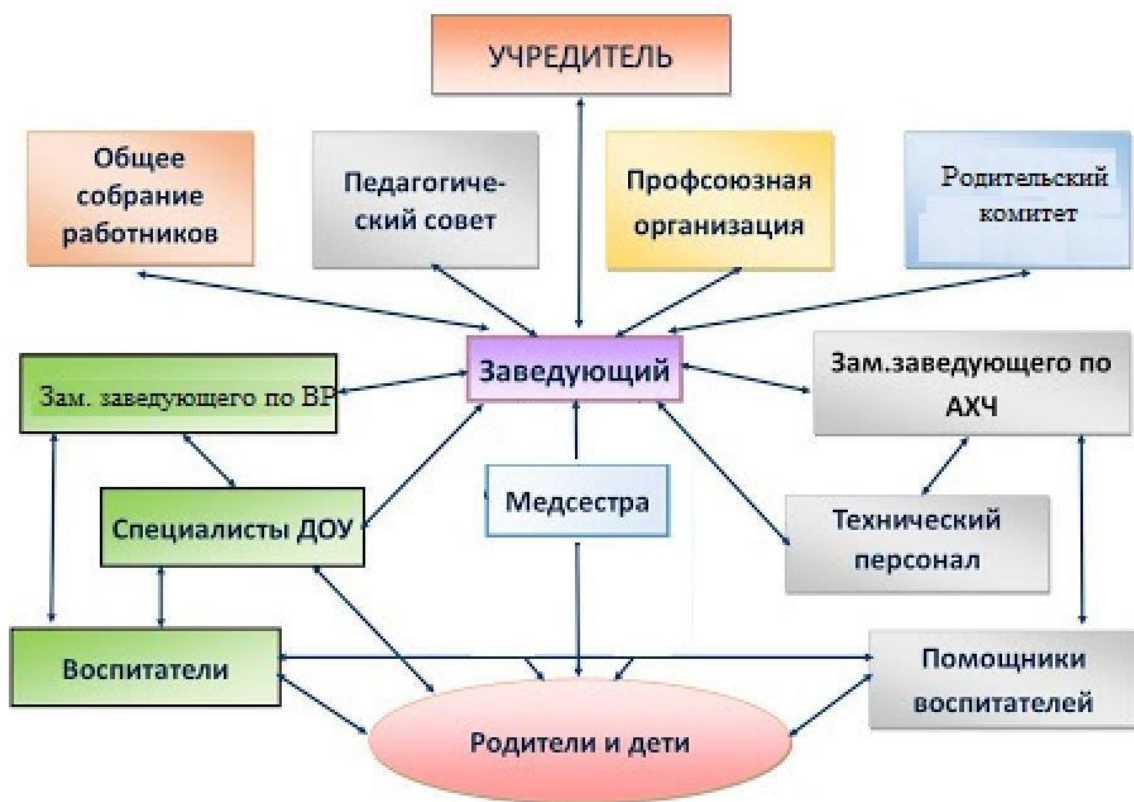 УЧРЕДИТЕЛЬ
Общее
собрание
работников
Педагогиче-
ский совет
Профсоюзная
организация
Родительский
комитет
Заведующий
Зам. заведующего по ВР
Зам.заведующего по
АХЧ
Медсестра
Специалисты ДОУ
Технический
персонал
Воспитатели
Помощники
воспитателей
Родители и дети